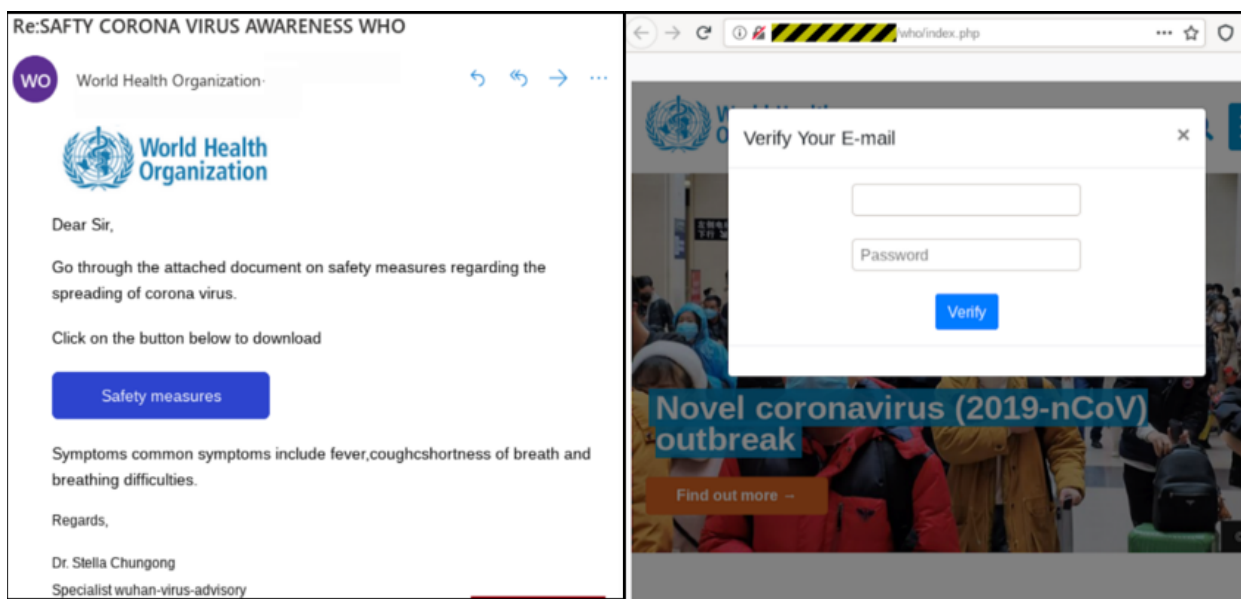 Re:SAFTY CORONA VIRUS AWARENESS WHO
WO
World Health Organization
World Health
Organization
Dear Sir,
Go through the attached document on safety measures regarding the
spreading of corona virus.
Click on the button below to download
Safety measures
Symptoms common symptoms include fever,coughcshortness of breath and
breathing difficulties.
Regards,
Dr. Stella Chungong
Specialist wuhan-virus-advisory
/who/index.php
Verify Your E-mail
×
Password
Verify
Novel coronavirus (2019-nCoV)
outbreak
Find out more →